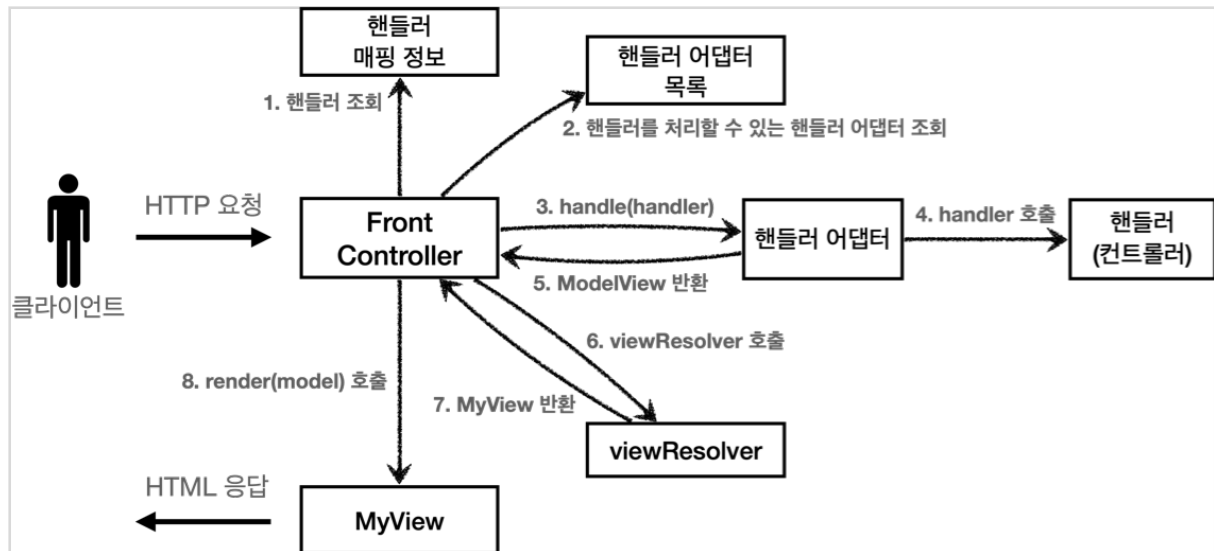 핸들러
매핑 정보
핸들러 어댑터
목록
1. 핸들러 조회
2. 핸들러를 처리할 수 있는 핸들러 어댑터 조회
HTTP 요청
Front
Controller
3. handle(handler)
핸들러 어댑터
4. handler 호출
핸들러
(컨트롤러)
5. ModelView 반환
클라이언트
6. viewResolver 호출
8. render(model) 호출
7. MyView 반환
viewResolver
HTML 응답
MyView